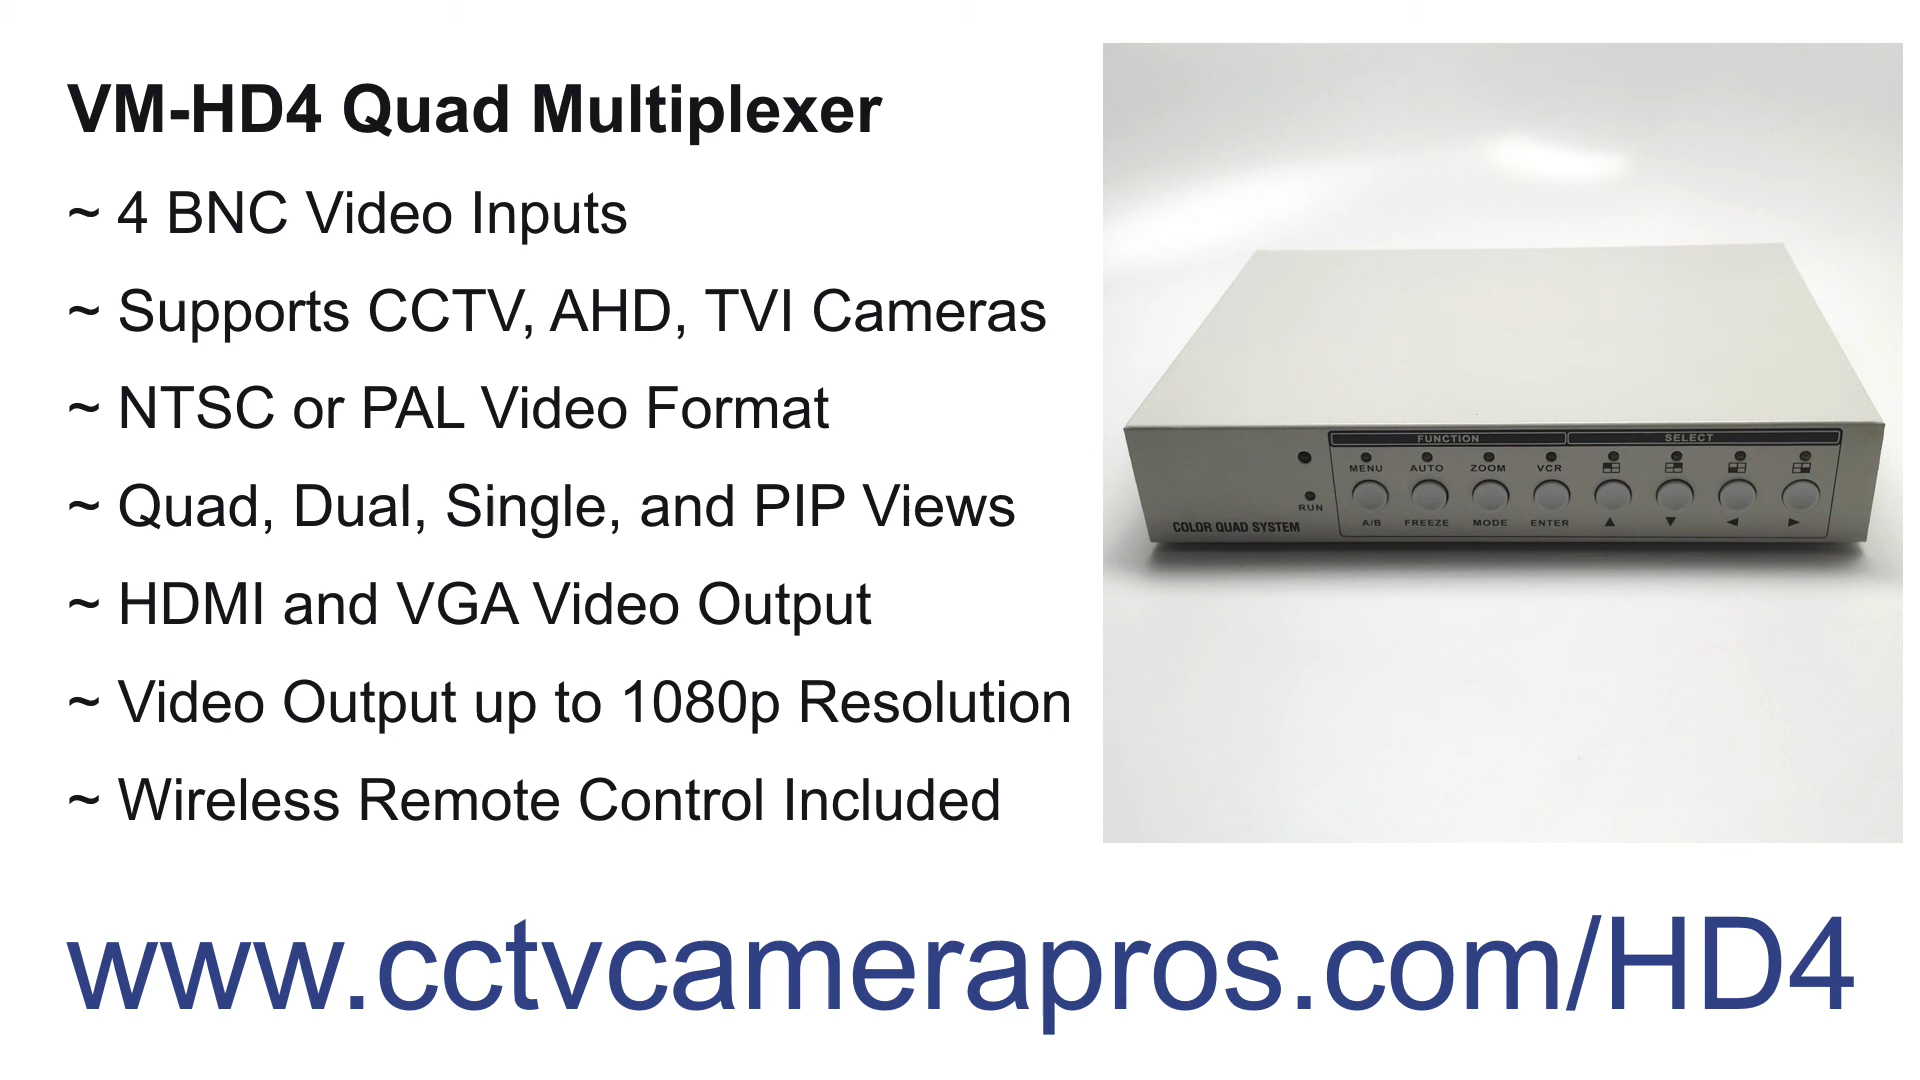 VM-HD4 Quad Multiplexer
~ 4 BNC Video Inputs
~ Supports CCTV, AHD, TVI Cameras
~ NTSC or PAL Video Format
~ Quad, Dual, Single, and PIP Views
~ HDMI and VGA Video Output
~ Video Output up to 1080p Resolution
~ Wireless Remote Control Included
FUNCTION SELECT
MENU AUTO ZOOM VCR
RUN
A/B FREEZE MODE ENTER
COLOR QUAD SYSTEM
www.cctvcamerapros.com/HD4